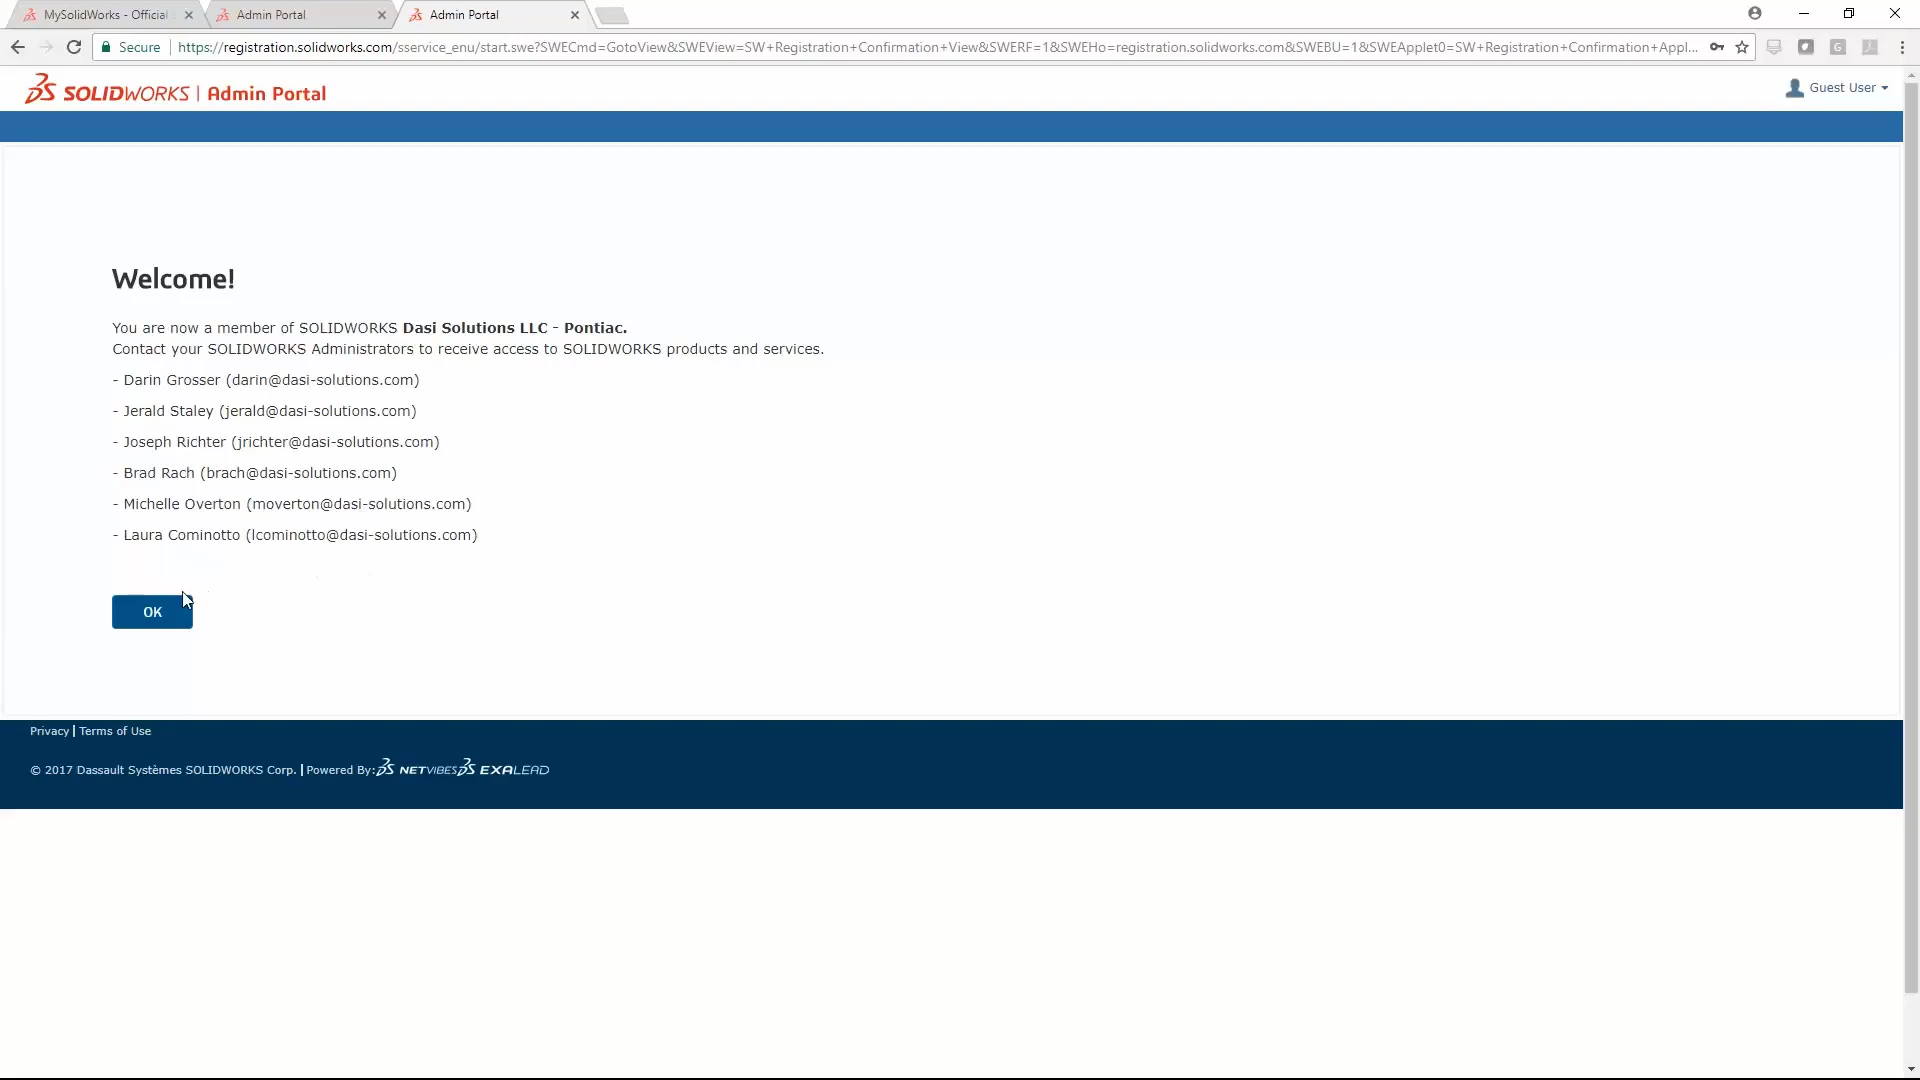 MySolidWorks - Official
Admin Portal
Admin Portal
Secure
https://registration.solidworks.com/sservice_enu/start.swe?SWECmd=GotoView&SWEView=SW+Registration+Confirmation+View&SWERF=1&SWEHo=registration.solidworks.com&SWEBU=1&SWEApplet0=SW+Registration+Confirmation+Appl...
SOLIDWORKS | Admin Portal
Guest User
Welcome!
You are now a member of SOLIDWORKS Dasi Solutions LLC - Pontiac.
Contact your SOLIDWORKS Administrators to receive access to SOLIDWORKS products and services.
- Darin Grosser (darin@dasi-solutions.com)
- Jerald Staley (jerald@dasi-solutions.com)
- Joseph Richter (jrichter@dasi-solutions.com)
- Brad Rach (brach@dasi-solutions.com)
- Michelle Overton (moverton@dasi-solutions.com)
- Laura Cominotto (lcominotto@dasi-solutions.com)
OK
Privacy | Terms of Use
© 2017 Dassault Systèmes SOLIDWORKS Corp. | Powered By: NETVIBES EXALEAD